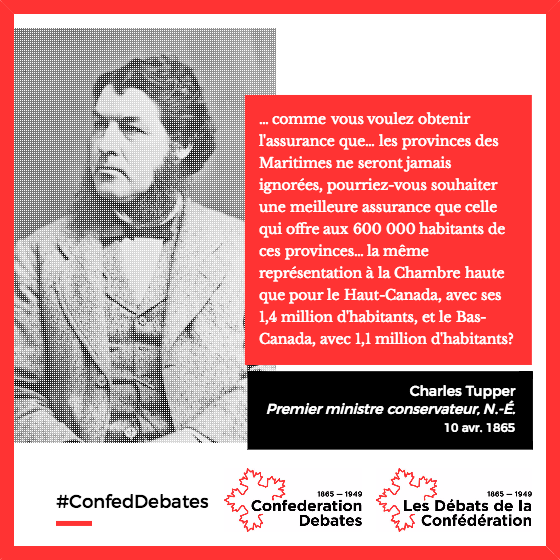 ... comme vous voulez obtenir
l'assurance que... les provinces des
Maritimes ne seront jamais
ignorées, pourriez-vous souhaiter
une meilleure assurance que celle
qui offre aux 600 000 habitants de
ces provinces... la même
représentation à la Chambre haute
que pour le Haut-Canada, avec ses
1,4 million d'habitants, et le Bas-
Canada, avec 1,1 million d'habitants?
Charles Tupper
Premier ministre conservateur, N.-É.
10 avr. 1865
#ConfedDebates
1865 — 1949
Confederation
Debates
1865 — 1949
Les Débats de la
Confédération